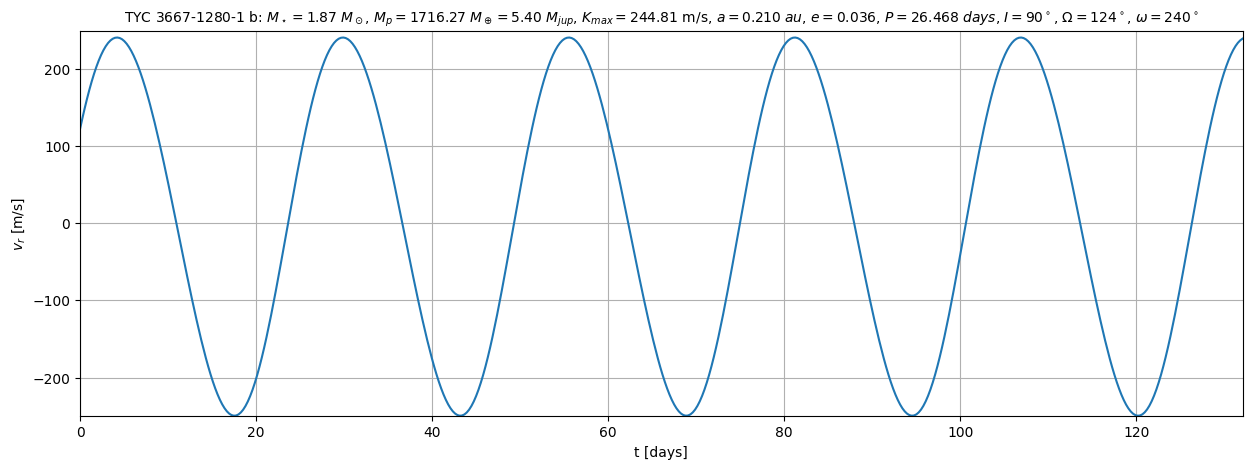 TYC 3667-1280-1 b: M⋆ = 1.87 M⊙, Mp = 1716.27 M⊕ = 5.40 Mjup, Kmax = 244.81 m/s, a = 0.210 au, e = 0.036, P = 26.468 days, I = 90°, Ω = 124°, ω = 240°
200
100
0
−100
−200
vr [m/s]
0 20 40 60 80 100 120
t [days]